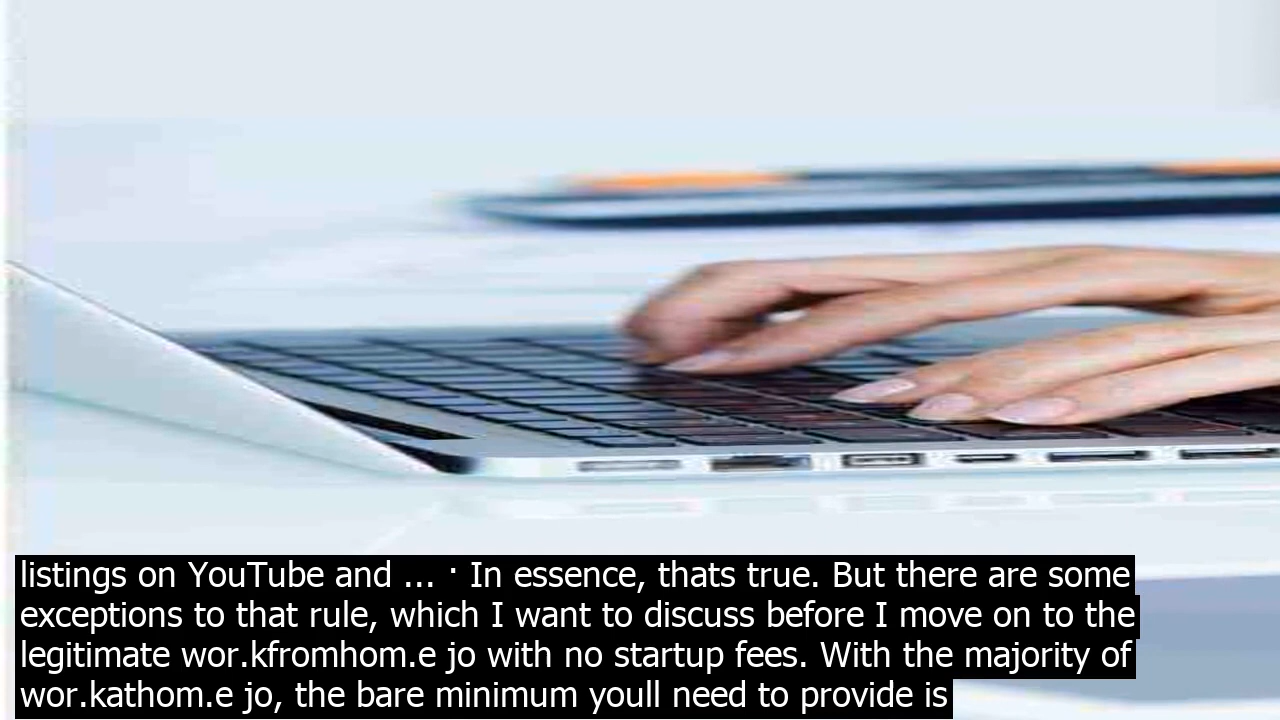 listings on YouTube and ... · In essence, thats true. But there are some
exceptions to that rule, which I want to discuss before I move on to the
legitimate wor.kfromhom.e jo with no startup fees. With the majority of
wor.kathom.e jo, the bare minimum youll need to provide is